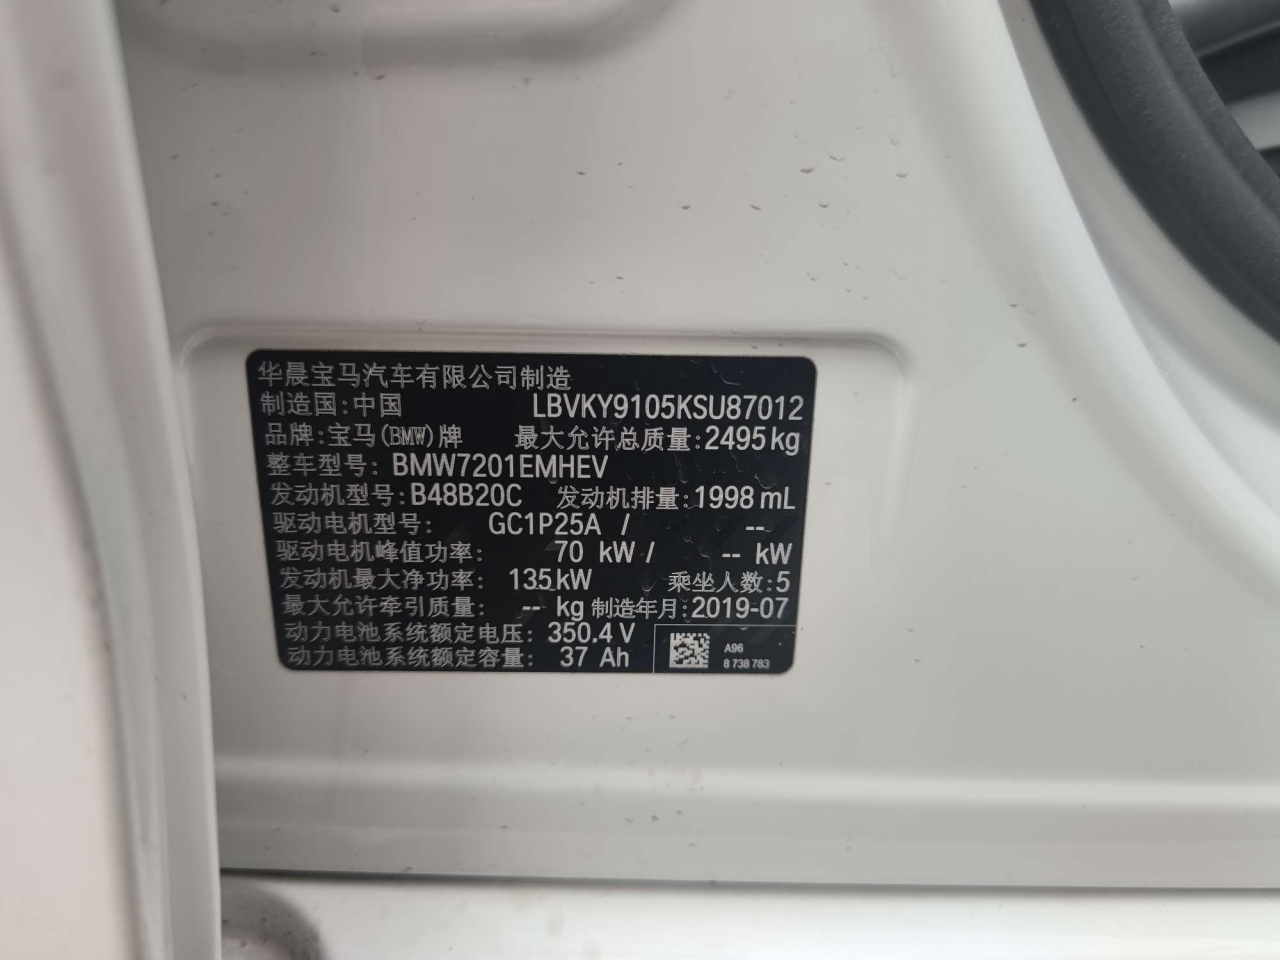 华晨宝马汽车有限公司制造
制造国:中国 LBVKY9105KSU87012
品牌:宝马(BMW)牌 最大允许总质量:2495kg
整车型号: BMW7201EMHEV
发动机型号: B48B20C 发动机排量: 1998 mL
驱动电机型号: GC1P25A / --
驱动电机峰值功率: 70 kW / -- kW
发动机最大净功率: 135kW 乘坐人数:5
最大允许牵引质量: -- kg 制造年月:2019-07
动力电池系统额定电压: 350.4 V
动力电池系统额定容量: 37 Ah
A96
8 738 783